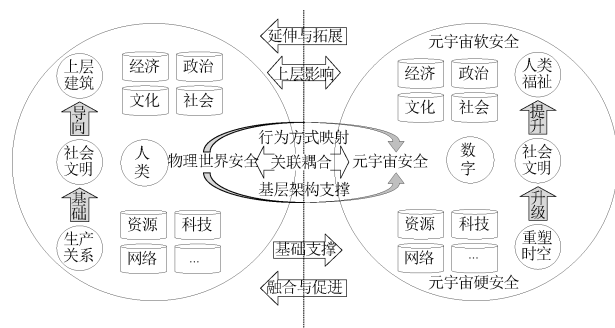 延伸与拓展
元宇宙软安全
上层
建筑
经济
政治
上层影响
经济
政治
人类
福祉
导向
文化
社会
文化
社会
提升
行为方式映射
社会
文明
人
类
物理世界安全
关联耦合
元宇宙安全
数
字
社会
文明
基层架构支撑
基础
资源
科技
资源
科技
升级
生产
关系
网络
...
基础支撑
网络
...
重塑
时空
元宇宙硬安全
融合与促进